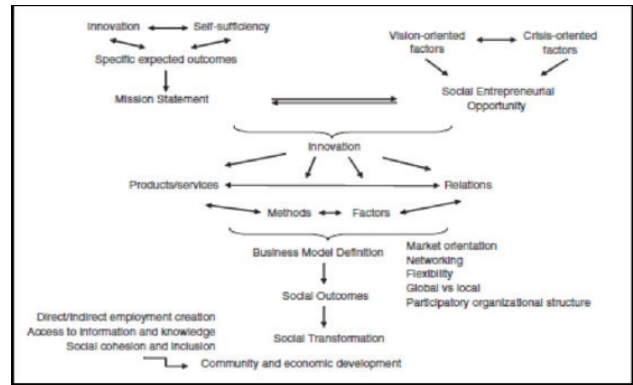 Innovation Self-sufficiency
Specific expected outcomes
Mission Statement
Vision-oriented factors
Crisis-oriented factors
Social Entrepreneurial
Opportunity
Innovation
Products/services Relations
Methods Factors
Business Model Definition
Market orientation
Networking
Flexibility
Global vs local
Participatory organizational structure
Social Outcomes
Direct/indirect employment creation
Access to information and knowledge
Social cohesion and inclusion
Social Transformation
Community and economic development